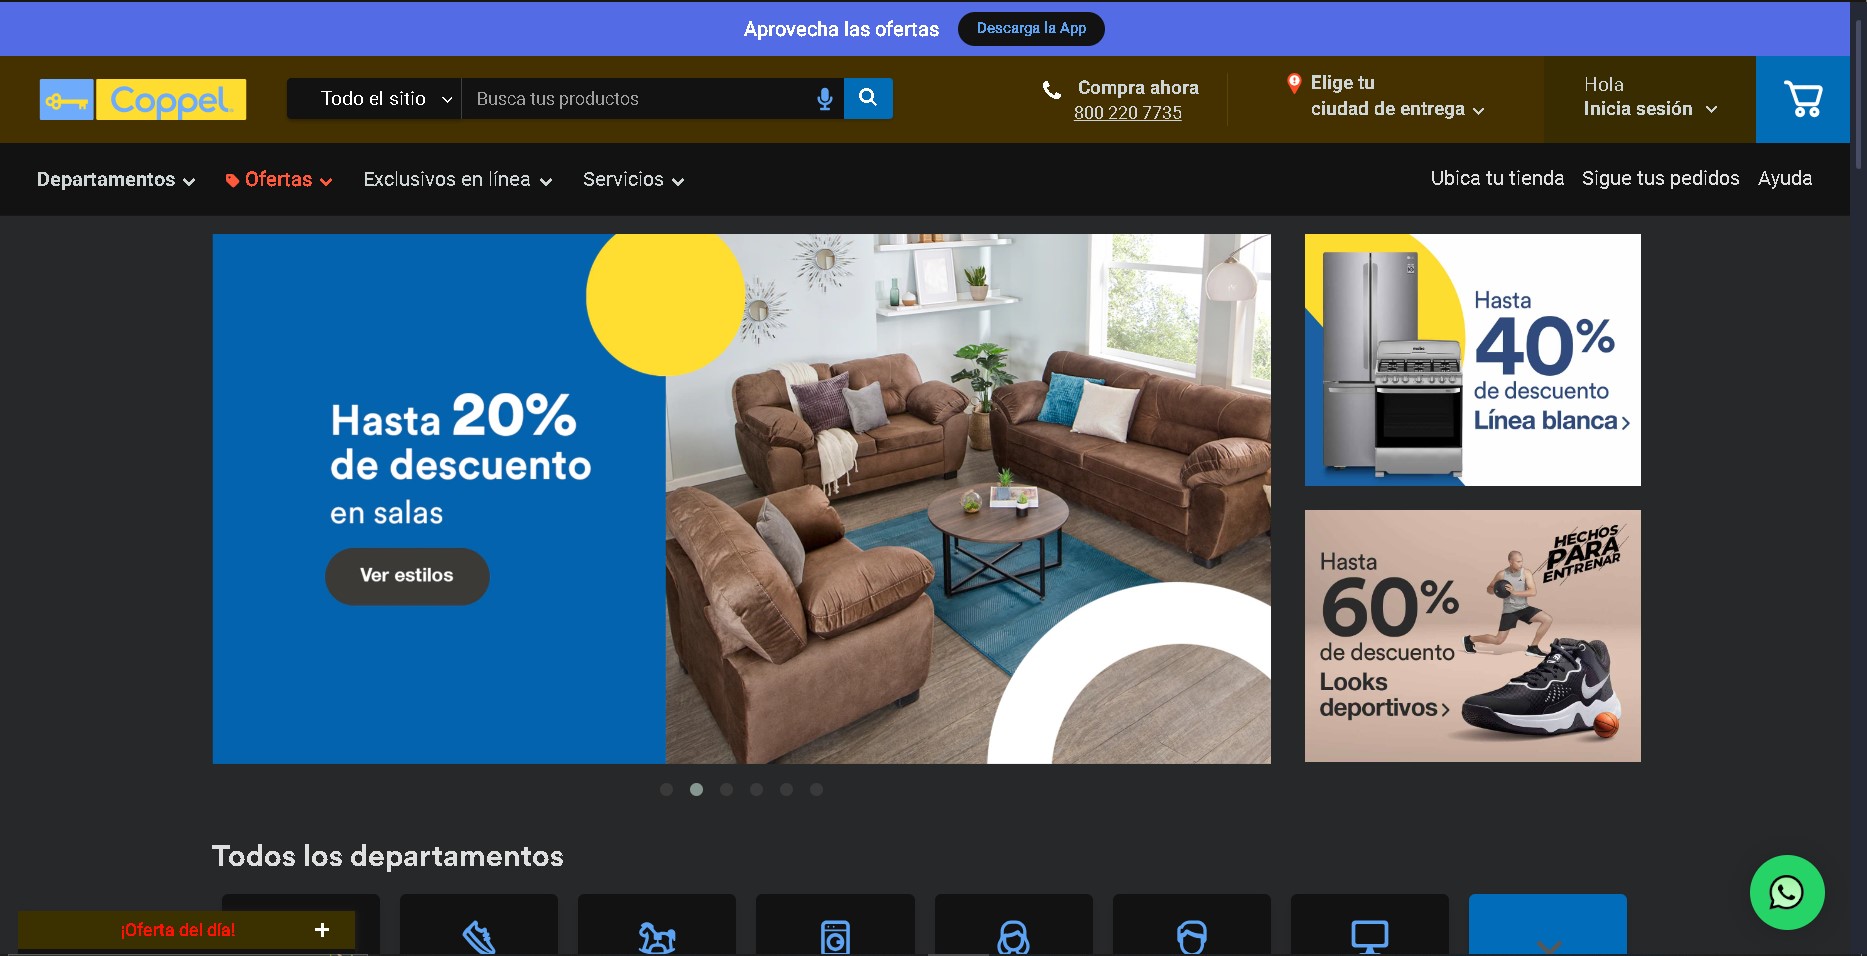 Aprovecha las ofertas Descarga la App
Coppel
Todo el sitio
Busca tus productos
Compra ahora
800 220 7735
Elige tu
ciudad de entrega
Hola
Inicia sesión
Departamentos
Ofertas
Exclusivos en línea
Servicios
Ubica tu tienda
Sigue tus pedidos
Ayuda
Hasta 20%
de descuento
en salas
Ver estilos
Hasta
40%
de descuento
Línea blanca ›
HECHOS
PARA
ENTRENAR
Hasta
60%
de descuento
Looks
deportivos ›
Todos los departamentos
¡Oferta del día! +